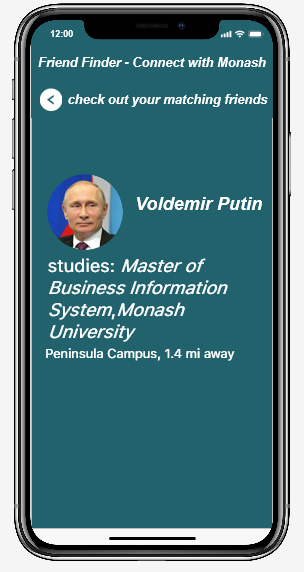 12:00
Friend Finder - Connect with Monash
check out your matching friends
Voldemir Putin
studies: Master of
Business Information
System,Monash
University
Peninsula Campus, 1.4 mi away